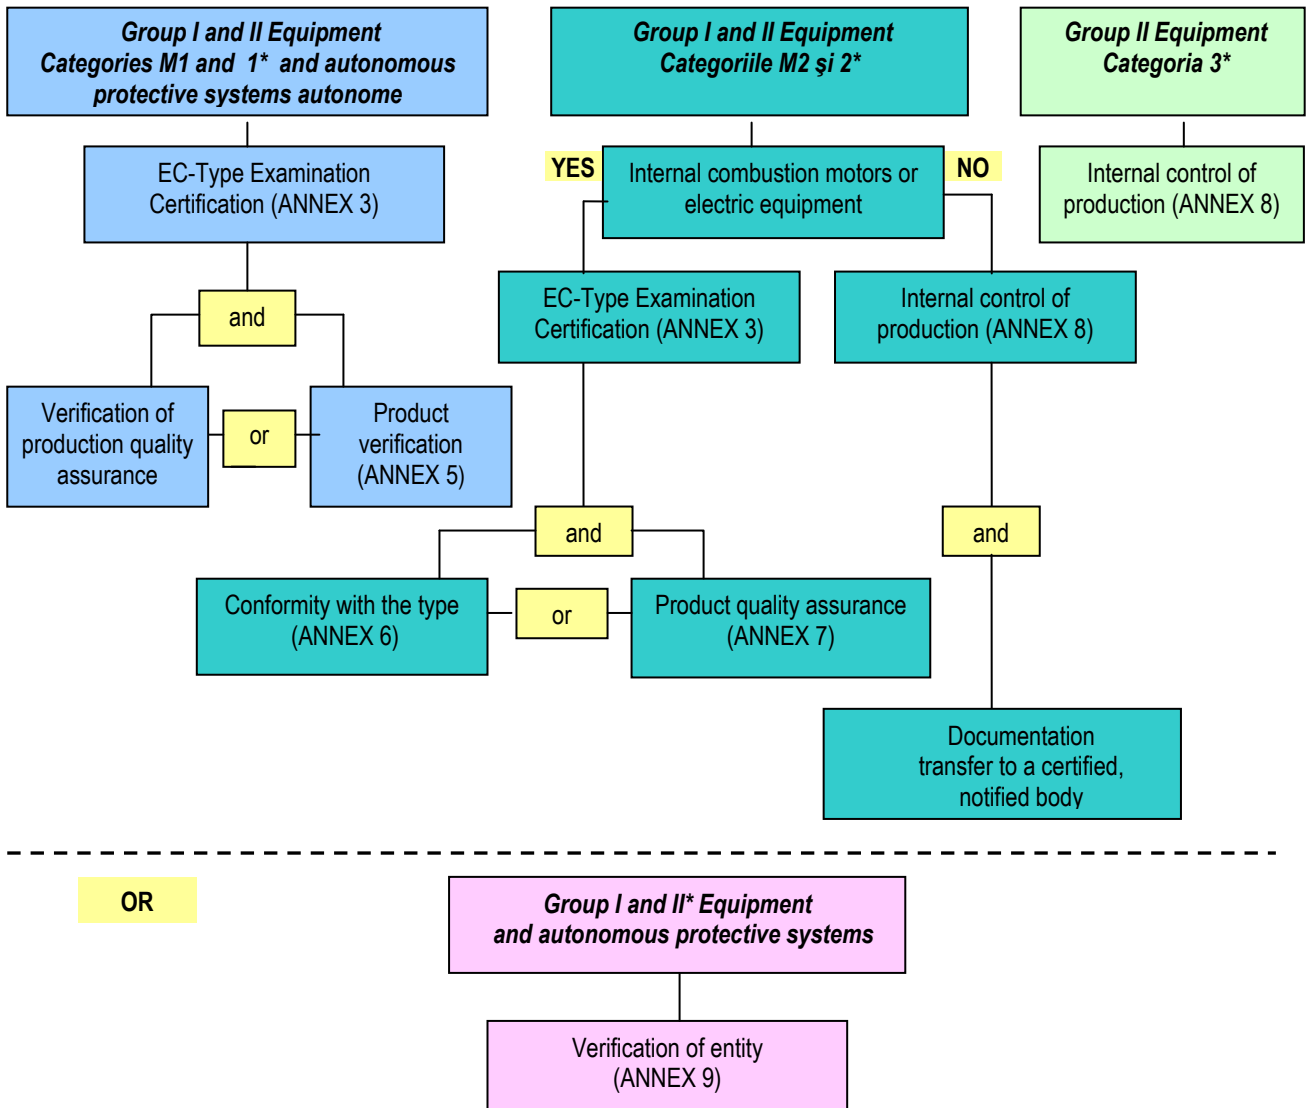 Group I and II Equipment
Categories M1 and 1* and autonomous
protective systems autonome
Group I and II Equipment
Categoriile M2 şi 2*
Group II Equipment
Categoria 3*
EC-Type Examination
Certification (ANNEX 3)
YES
Internal combustion motors or
electric equipment
NO
Internal control of
production (ANNEX 8)
and
EC-Type Examination
Certification (ANNEX 3)
Internal control of
production (ANNEX 8)
Verification of
production quality
assurance
or
Product
verification
(ANNEX 5)
and
and
Conformity with the type
(ANNEX 6)
or
Product quality assurance
(ANNEX 7)
Documentation
transfer to a certified,
notified body
OR
Group I and II* Equipment
and autonomous protective systems
Verification of entity
(ANNEX 9)